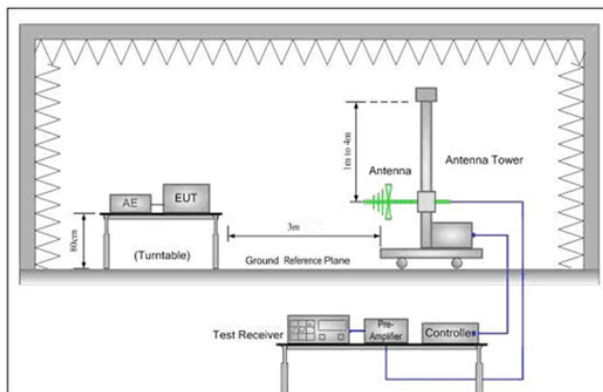 1m to 4m
Antenna
Antenna Tower
AE
EUT
80cm
(Turntable)
3m
Ground Reference Plane
Test Receiver
Pre-
Amplifier
Controller